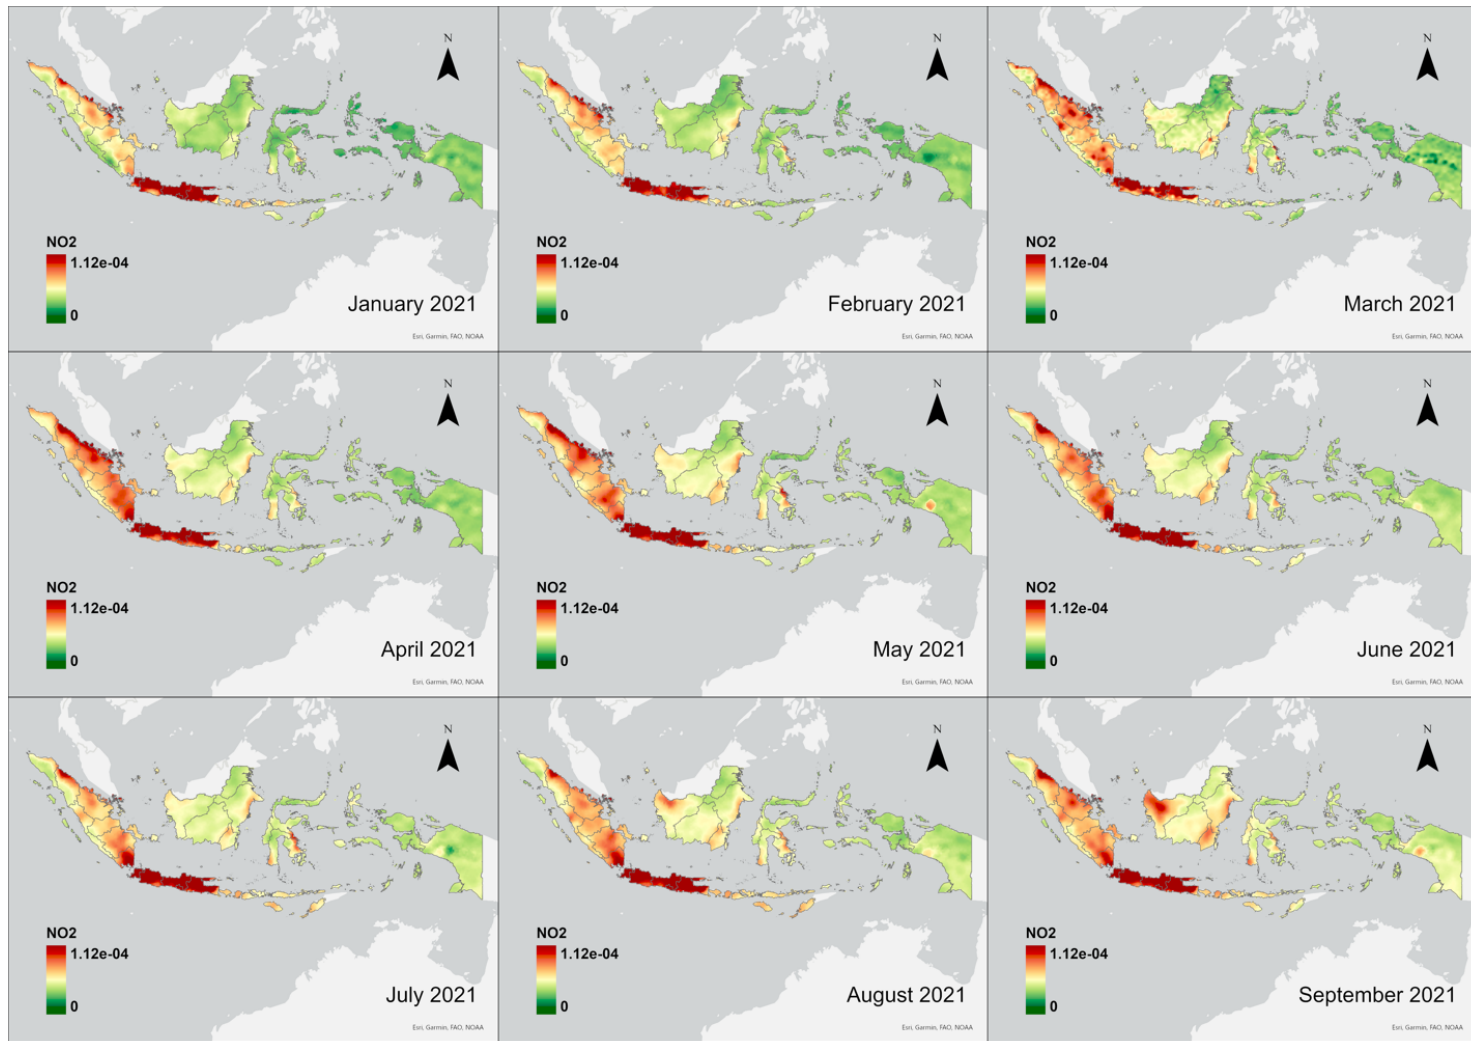 N
NO2
1.12e-04
0
January 2021
Esri, Garmin, FAO, NOAA
N
NO2
1.12e-04
0
February 2021
Esri, Garmin, FAO, NOAA
N
NO2
1.12e-04
0
March 2021
Esri, Garmin, FAO, NOAA
N
NO2
1.12e-04
0
April 2021
Esri, Garmin, FAO, NOAA
N
NO2
1.12e-04
0
May 2021
Esri, Garmin, FAO, NOAA
N
NO2
1.12e-04
0
June 2021
Esri, Garmin, FAO, NOAA
N
NO2
1.12e-04
0
July 2021
Esri, Garmin, FAO, NOAA
N
NO2
1.12e-04
0
August 2021
Esri, Garmin, FAO, NOAA
N
NO2
1.12e-04
0
September 2021
Esri, Garmin, FAO, NOAA